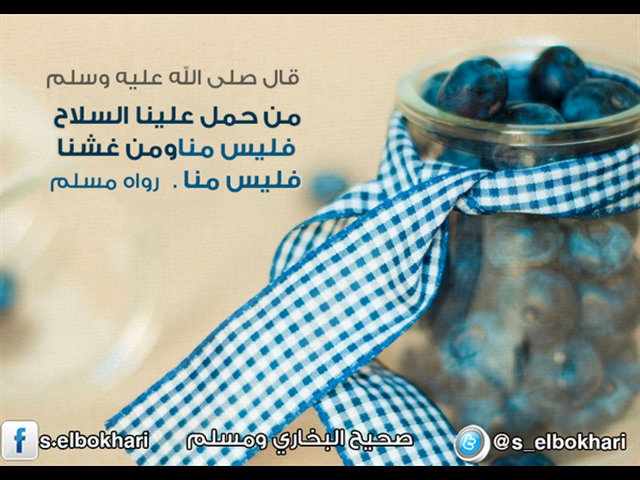 قال صلى الله عليه وسلم
من حمل علينا السلاح
فليس مناومن غشنا
فليس منا . رواه مسلم
s.elbokhari
صحيح البخاري ومسلم
@s_elbokhari